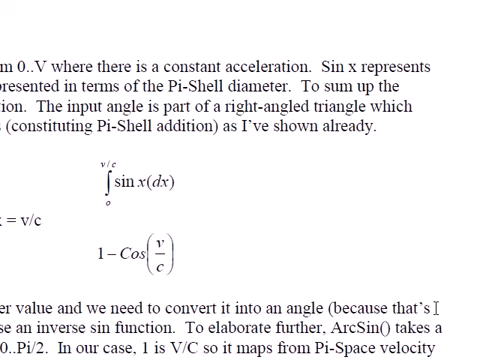 m 0..V where there is a constant acceleration. Sin x represents
resented in terms of the Pi-Shell diameter. To sum up the
tion. The input angle is part of a right-angled triangle which
s (constituting Pi-Shell addition) as I've shown already.
v/c
∫ sin x(dx)
o
x = v/c
1 – Cos(v/c)
er value and we need to convert it into an angle (because that's
se an inverse sin function. To elaborate further, ArcSin() takes a
0..Pi/2. In our case, 1 is V/C so it maps from Pi-Space velocity